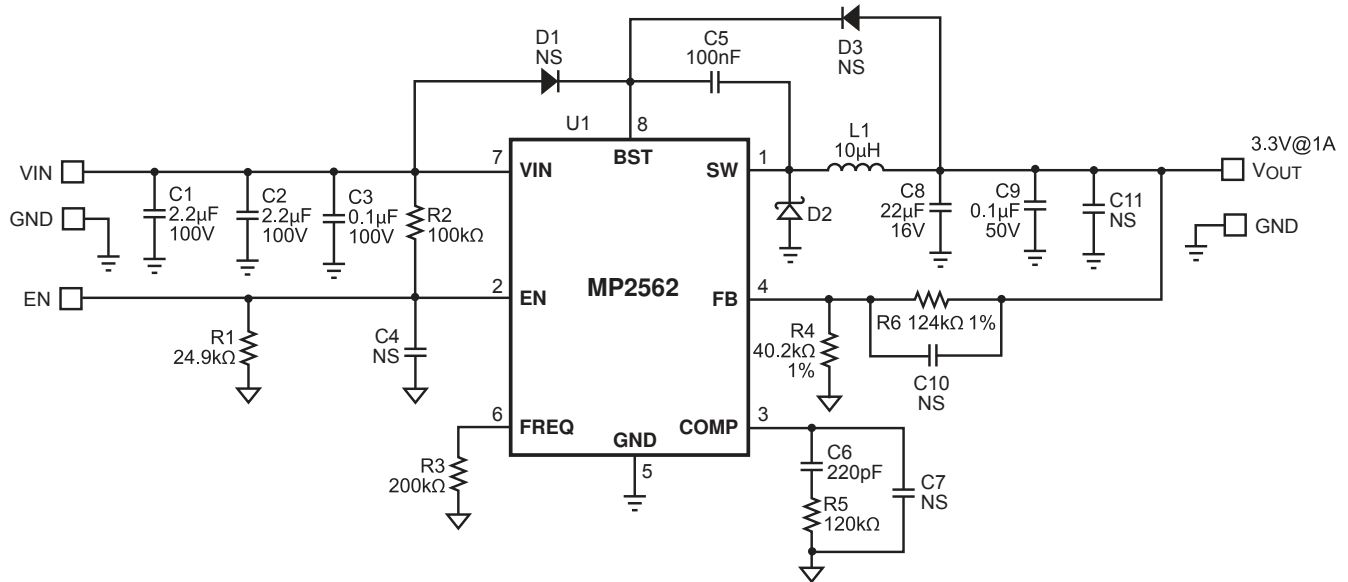 D1
NS
C5
100nF
D3
NS
U1
8
BST
L1
10µH
3.3V@1A
VIN
7
VIN
SW
1
VOUT
C1
2.2µF
100V
C2
2.2µF
100V
C3
0.1µF
100V
R2
100kΩ
D2
C8
22µF
16V
C9
0.1µF
50V
C11
NS
GND
GND
MP2562
EN
2
EN
FB
4
R1
24.9kΩ
C4
NS
R4
40.2kΩ
1%
R6 124kΩ 1%
C10
NS
6
FREQ
GND
5
COMP
3
R3
200kΩ
C6
220pF
R5
120kΩ
C7
NS